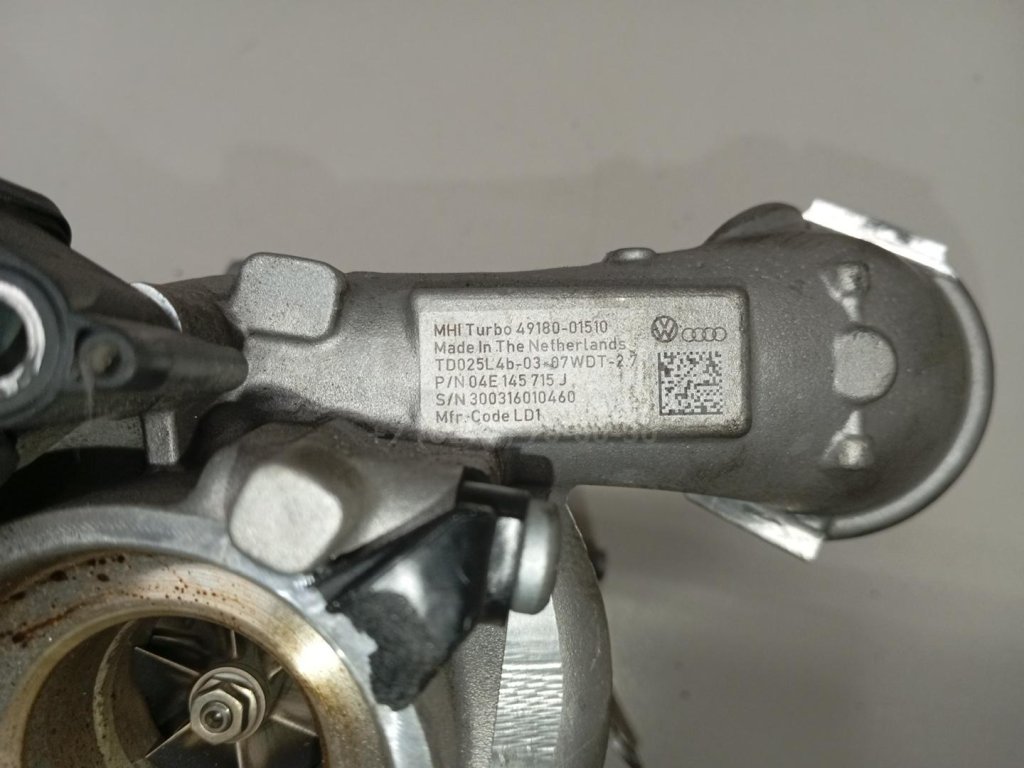 MHI Turbo 49180-01510
Made In The Netherlands
TD025L4b-03-07WDT-2.7
P/N 04E 145 715 J
S/N 300316010460
Mfr.-Code LD1